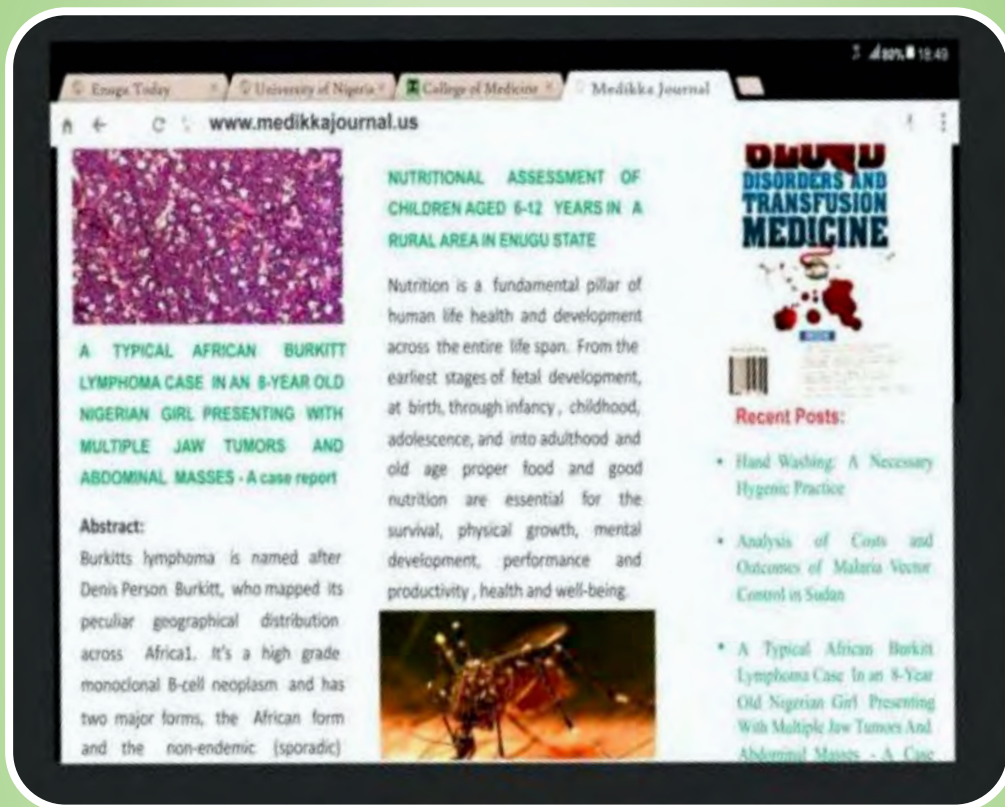 80% 18:49
Enugu Today
University of Nigeria
College of Medicine
Medikka Journal
www.medikkajournal.us
A TYPICAL AFRICAN BURKITT
LYMPHOMA CASE IN AN 8-YEAR OLD
NIGERIAN GIRL PRESENTING WITH
MULTIPLE JAW TUMORS AND
ABDOMINAL MASSES - A case report
Abstract:
Burkitts lymphoma is named after
Denis Person Burkitt, who mapped its
peculiar geographical distribution
across Africa1. It's a high grade
monoclonal B-cell neoplasm and has
two major forms, the African form
and the non-endemic (sporadic)
NUTRITIONAL ASSESSMENT OF
CHILDREN AGED 6-12 YEARS IN A
RURAL AREA IN ENUGU STATE
Nutrition is a fundamental pillar of
human life health and development
across the entire life span. From the
earliest stages of fetal development,
at birth, through infancy , childhood,
adolescence, and into adulthood and
old age proper food and good
nutrition are essential for the
survival, physical growth, mental
development, performance and
productivity , health and well-being.
BLOOD
DISORDERS AND
TRANSFUSION
MEDICINE
Recent Posts:
• Hand Washing: A Necessary
Hygenic Practice
• Analysis of Costs and
Outcomes of Malaria Vector
Control in Sudan
• A Typical African Burkitt
Lymphoma Case In an 8-Year
Old Nigerian Girl Presenting
With Multiple Jaw Tumors And
Abdominal Masses - A Case